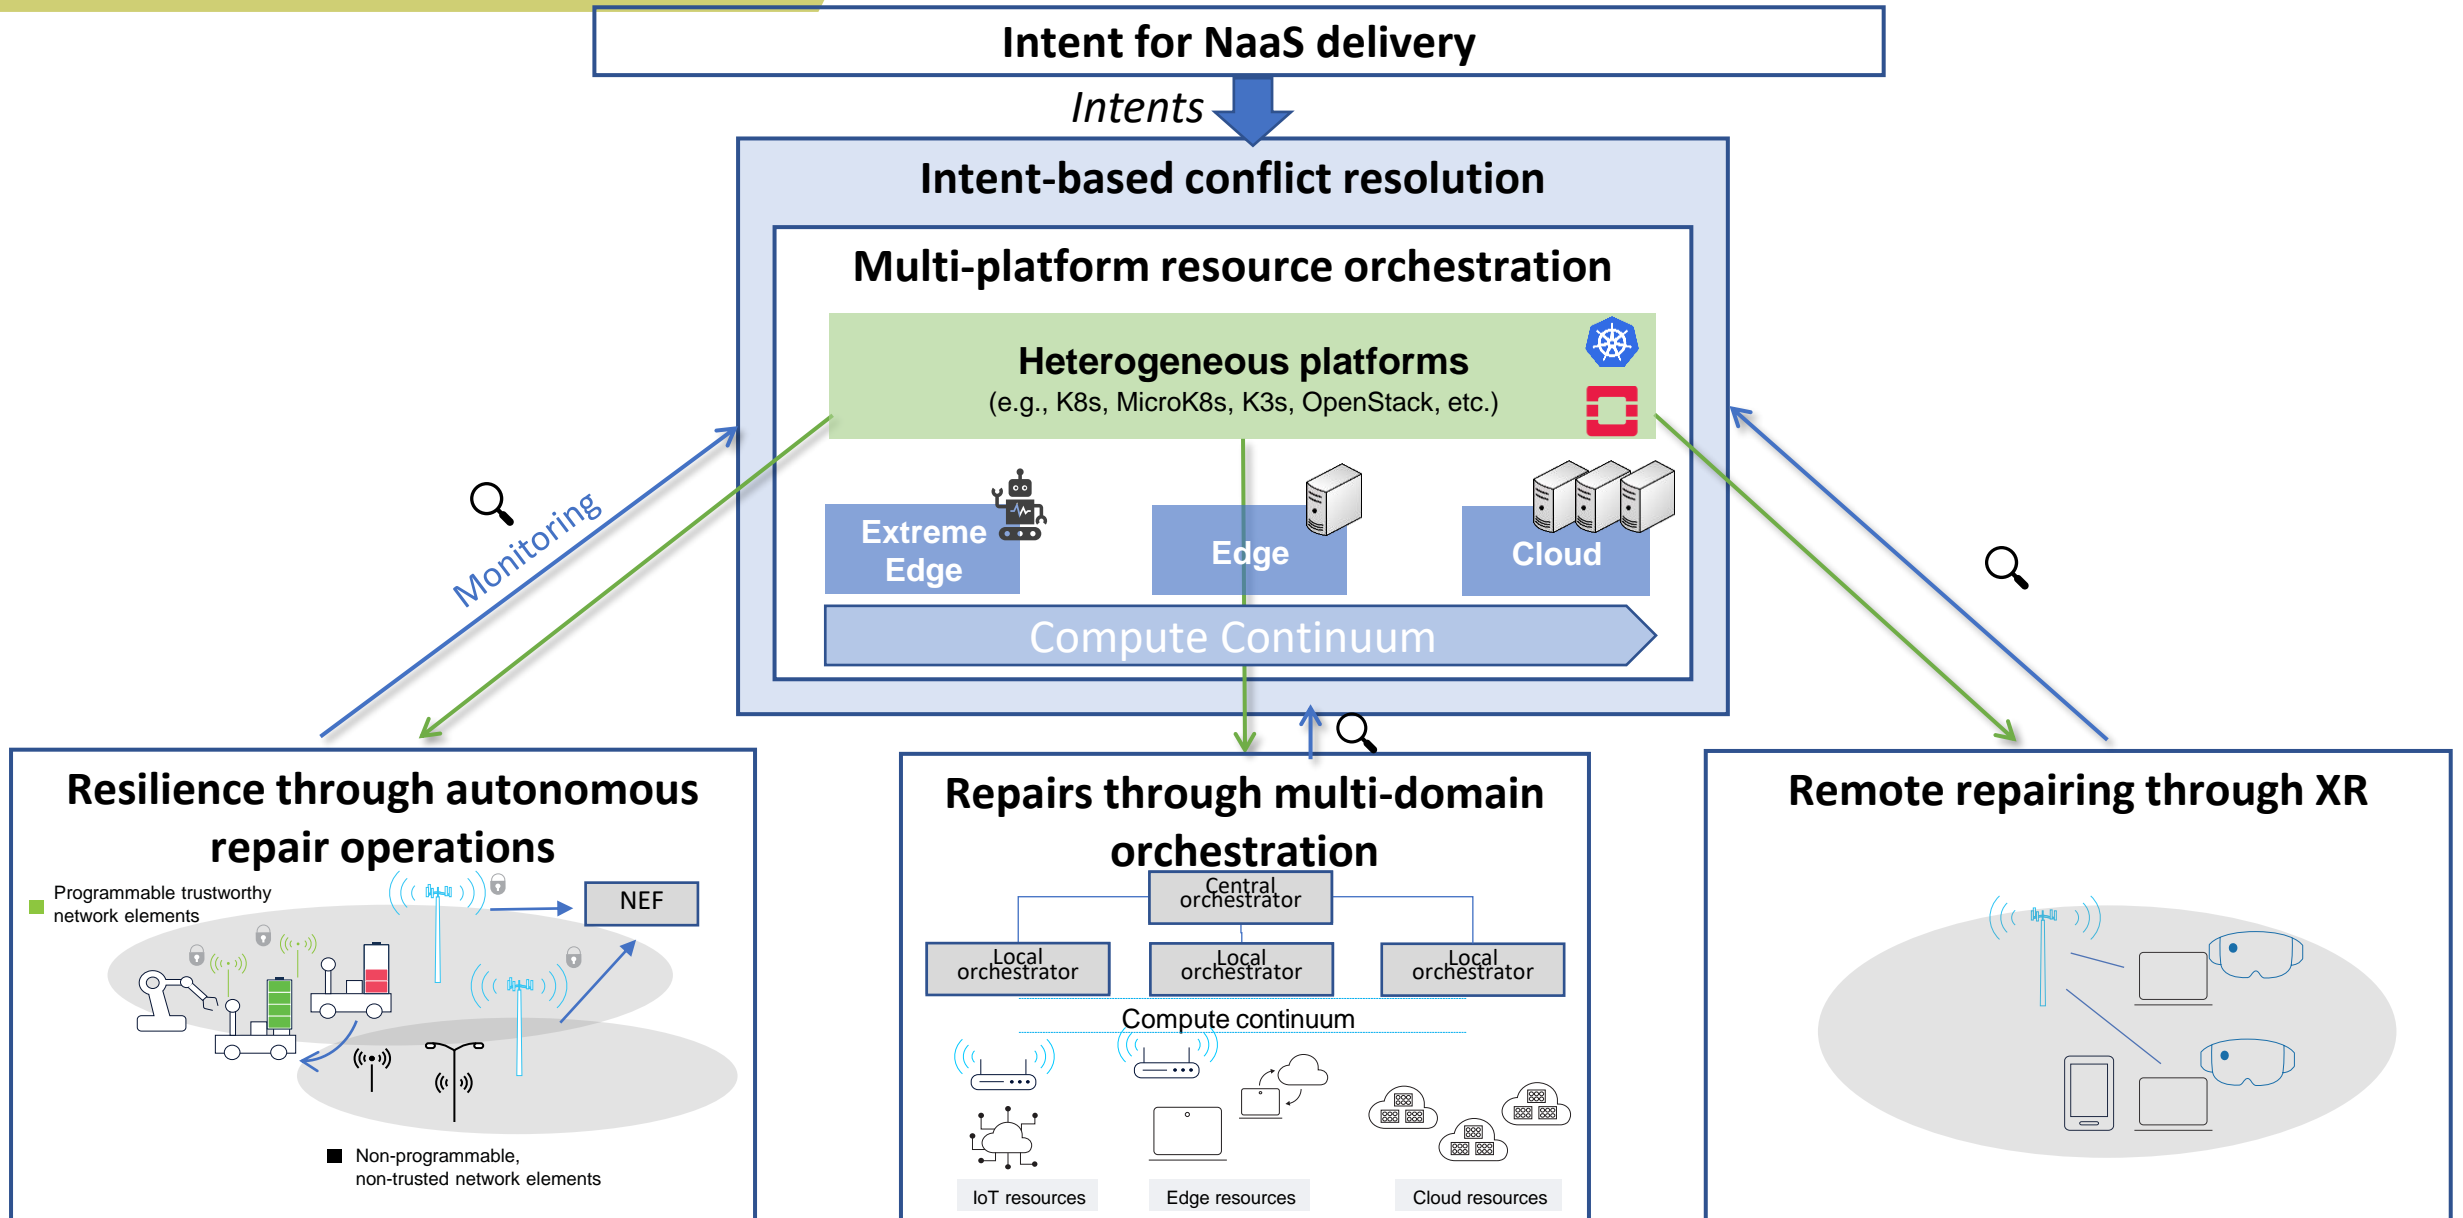 Intent for NaaS delivery
Intents
Intent-based conflict resolution
Multi-platform resource orchestration
Heterogeneous platforms
(e.g., K8s, MicroK8s, K3s, OpenStack, etc.)
Extreme
Edge
Edge
Cloud
Compute Continuum
Monitoring
Resilience through autonomous
repair operations
Programmable trustworthy
network elements
NEF
Non-programmable,
non-trusted network elements
Repairs through multi-domain
orchestration
Central
orchestrator
Local
orchestrator
Local
orchestrator
Local
orchestrator
Compute continuum
IoT resources
Edge resources
Cloud resources
Remote repairing through XR